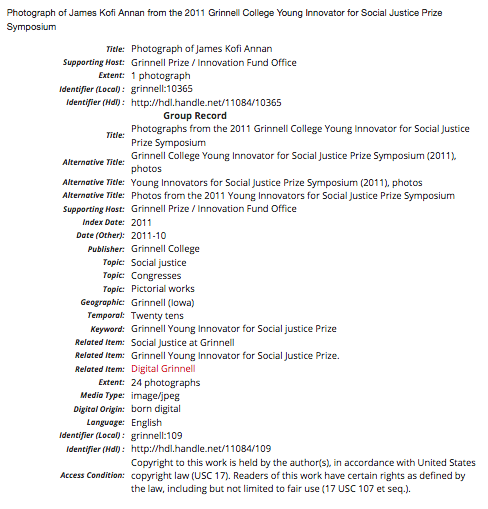 Photograph of James Kofi Annan from the 2011 Grinnell College Young Innovator for Social Justice Prize
Symposium
Title: Photograph of James Kofi Annan
Supporting Host: Grinnell Prize / Innovation Fund Office
Extent: 1 photograph
Identifier (Local) : grinnell:10365
Identifier (Hdl) : http://hdl.handle.net/11084/10365
Group Record
Title: Photographs from the 2011 Grinnell College Young Innovator for Social Justice
Prize Symposium
Alternative Title: Grinnell College Young Innovator for Social Justice Prize Symposium (2011),
photos
Alternative Title: Young Innovators for Social Justice Prize Symposium (2011), photos
Alternative Title: Photos from the 2011 Young Innovators for Social Justice Prize Symposium
Supporting Host: Grinnell Prize / Innovation Fund Office
Index Date: 2011
Date (Other): 2011-10
Publisher: Grinnell College
Topic: Social justice
Topic: Congresses
Topic: Pictorial works
Geographic: Grinnell (Iowa)
Temporal: Twenty tens
Keyword: Grinnell Young Innovator for Social justice Prize
Related Item: Social Justice at Grinnell
Related Item: Grinnell Young Innovator for Social Justice Prize.
Related Item: Digital Grinnell
Extent: 24 photographs
Media Type: image/jpeg
Digital Origin: born digital
Language: English
Identifier (Local) : grinnell:109
Identifier (Hdl) : http://hdl.handle.net/11084/109
Copyright to this work is held by the author(s), in accordance with United States
Access Condition: copyright law (USC 17). Readers of this work have certain rights as defined by
the law, including but not limited to fair use (17 USC 107 et seq.).